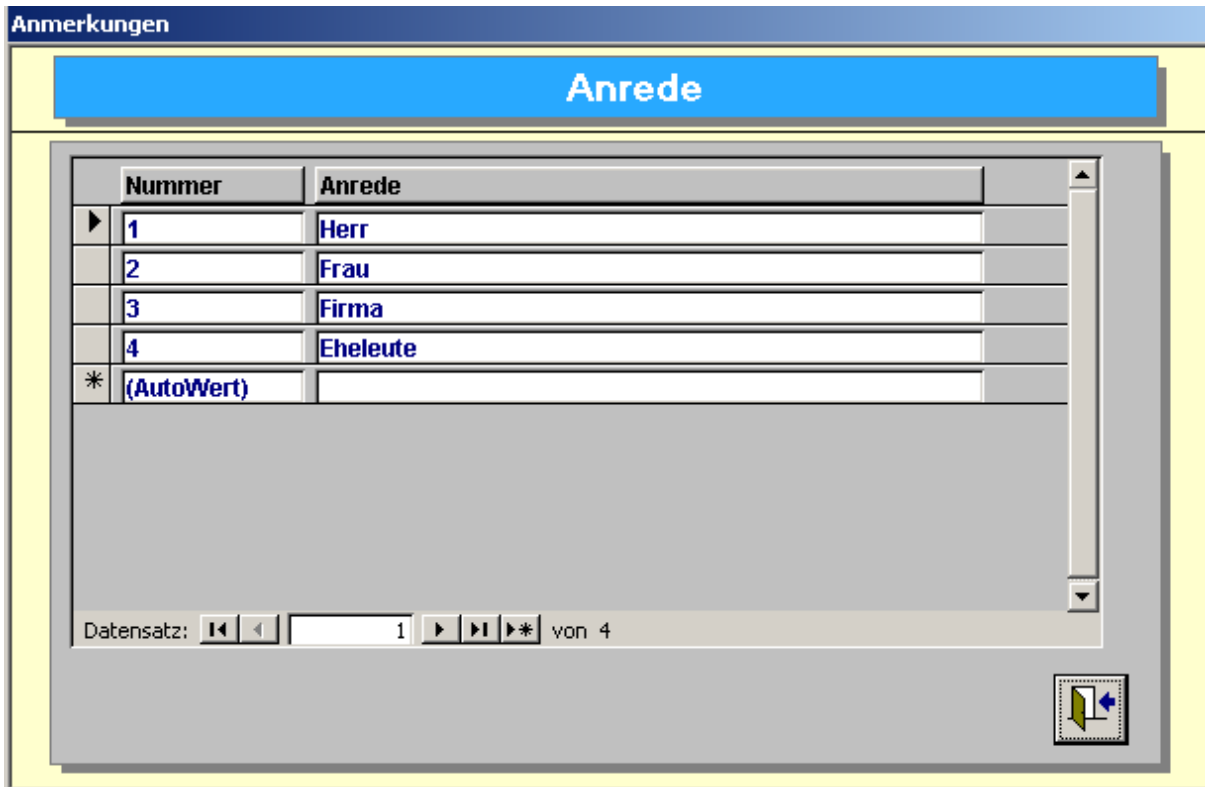 Anmerkungen
Anrede
Nummer Anrede
1 Herr
2 Frau
3 Firma
4 Eheleute
(AutoWert)
Datensatz: 1 von 4